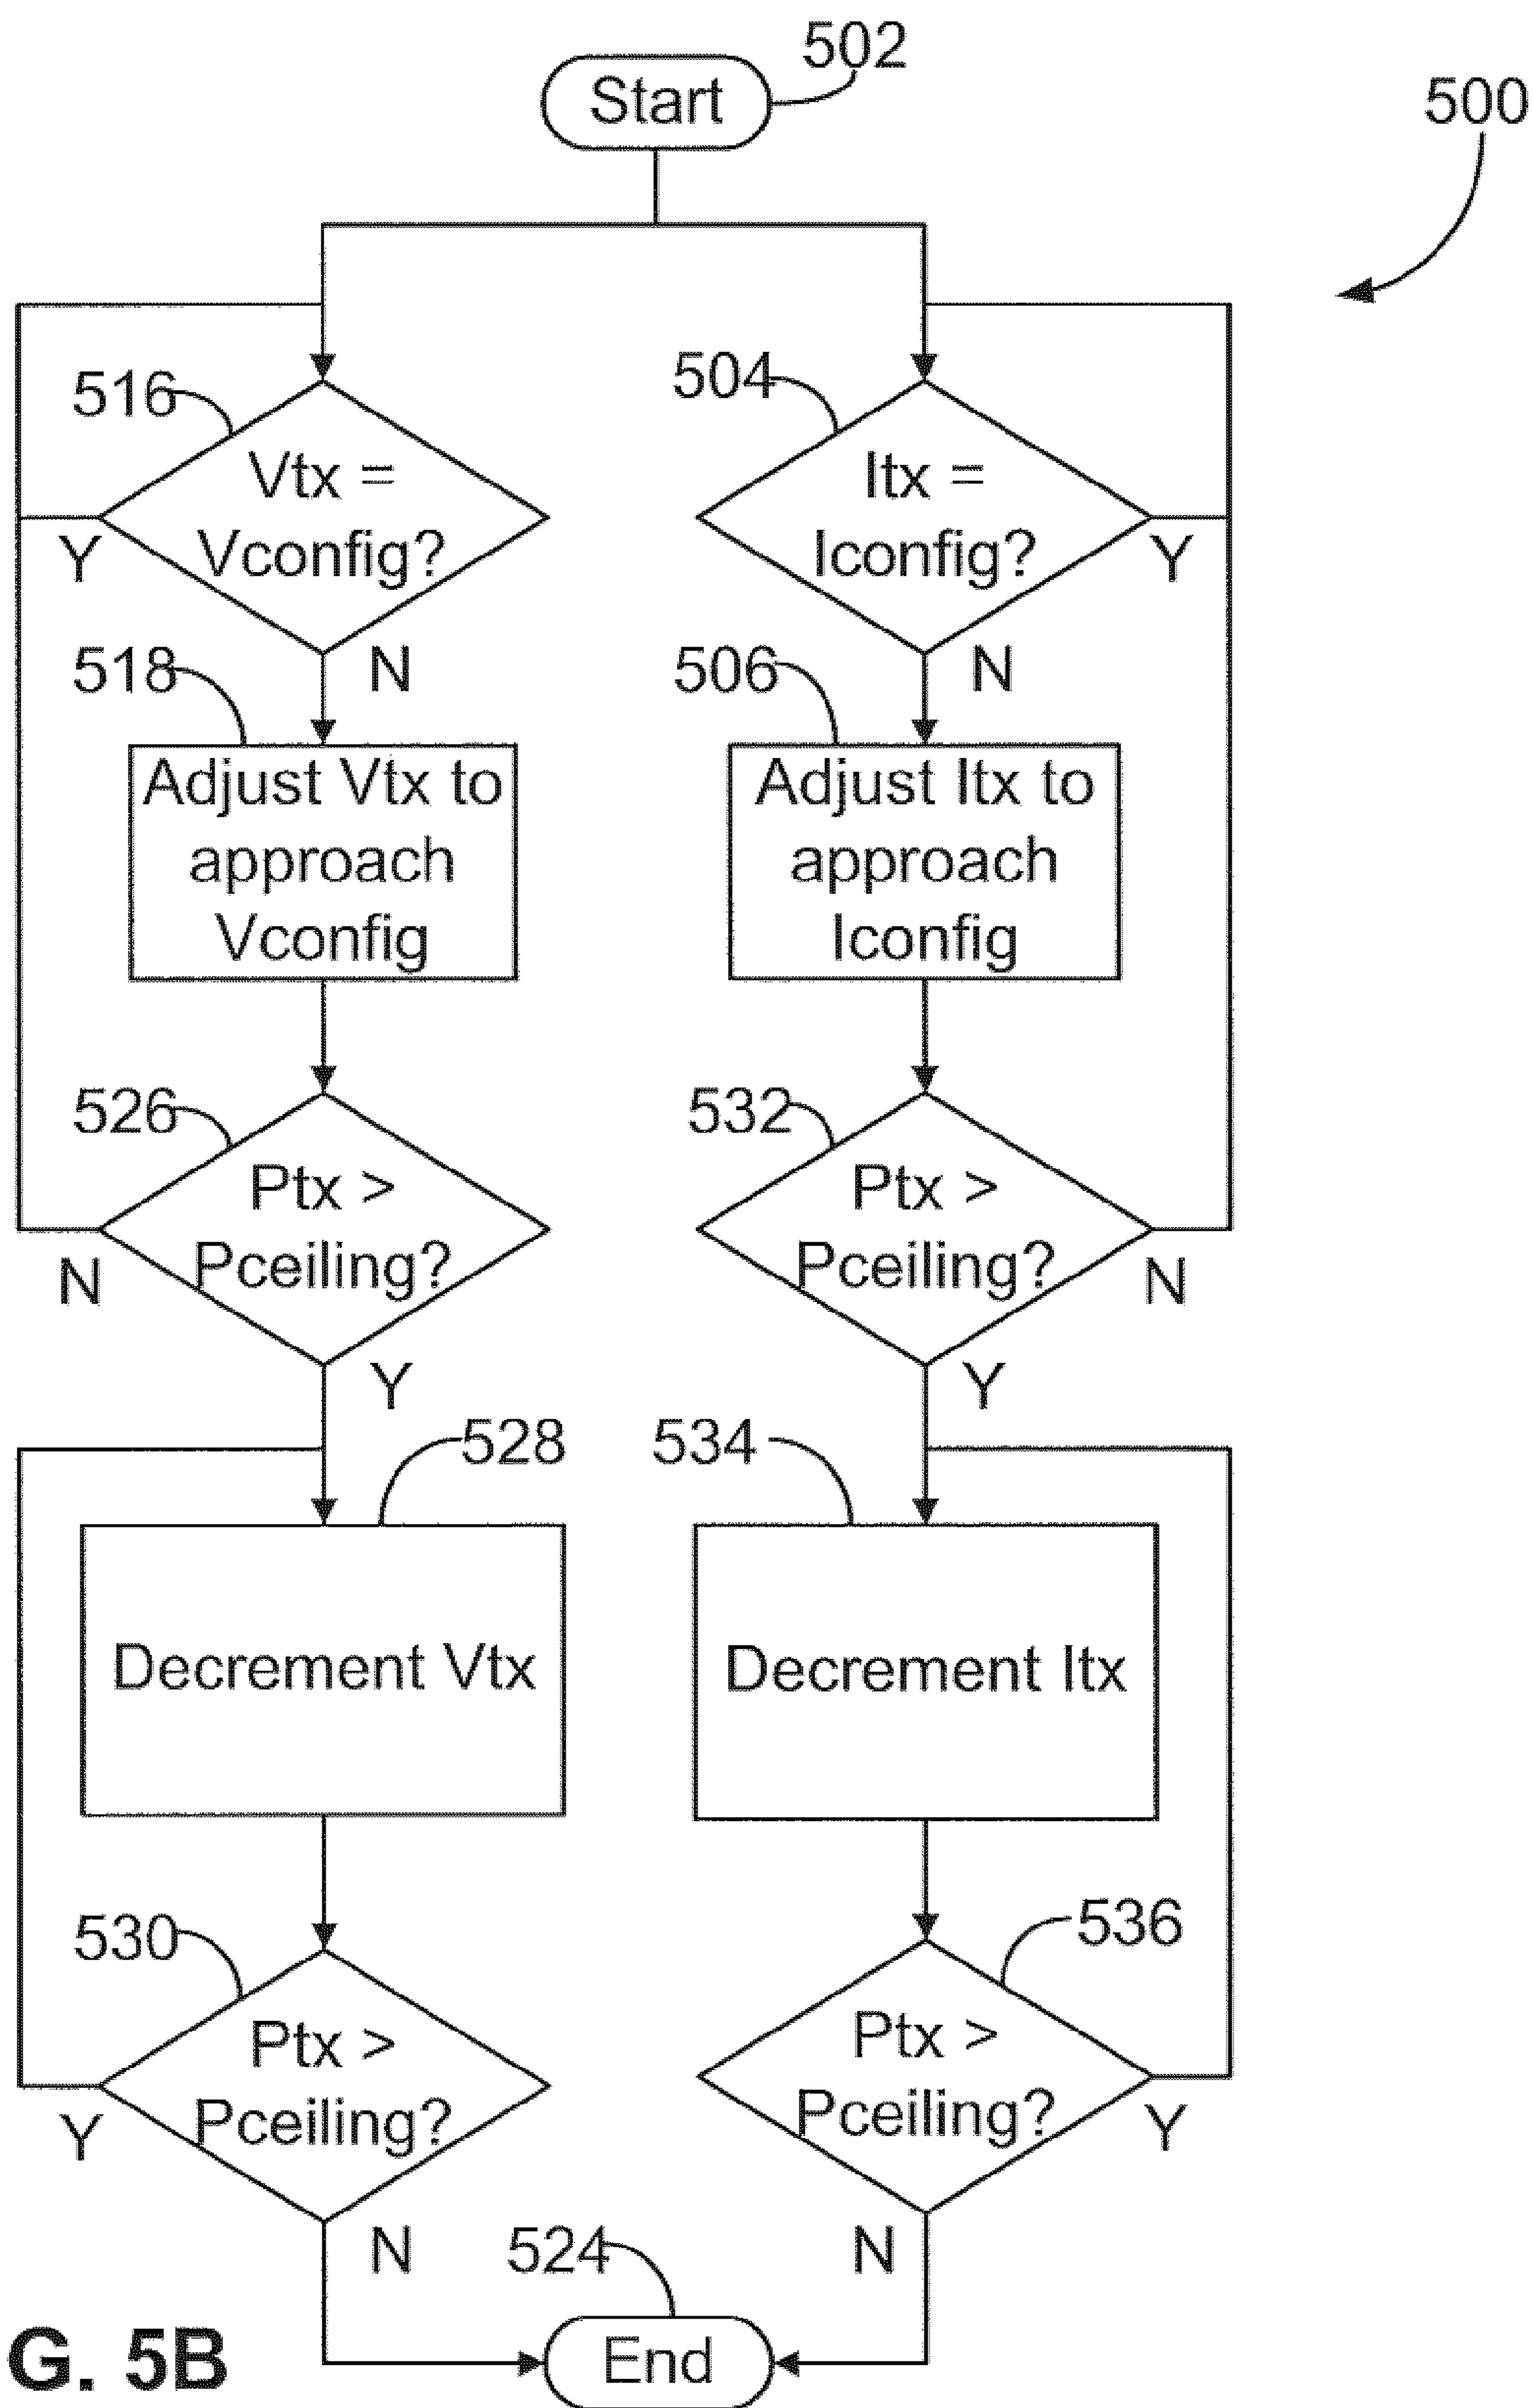 502
Start
500
516
504
Vtx =
Vconfig?
Itx =
Iconfig?
Y
Y
518
N
506
N
Adjust Vtx to
approach
Vconfig
Adjust Itx to
approach
Iconfig
526
532
Ptx >
Pceiling?
Ptx >
Pceiling?
N
N
Y
Y
528
534
Decrement Vtx
Decrement Itx
530
536
Ptx >
Pceiling?
Ptx >
Pceiling?
Y
Y
N
524
N
End
G. 5B